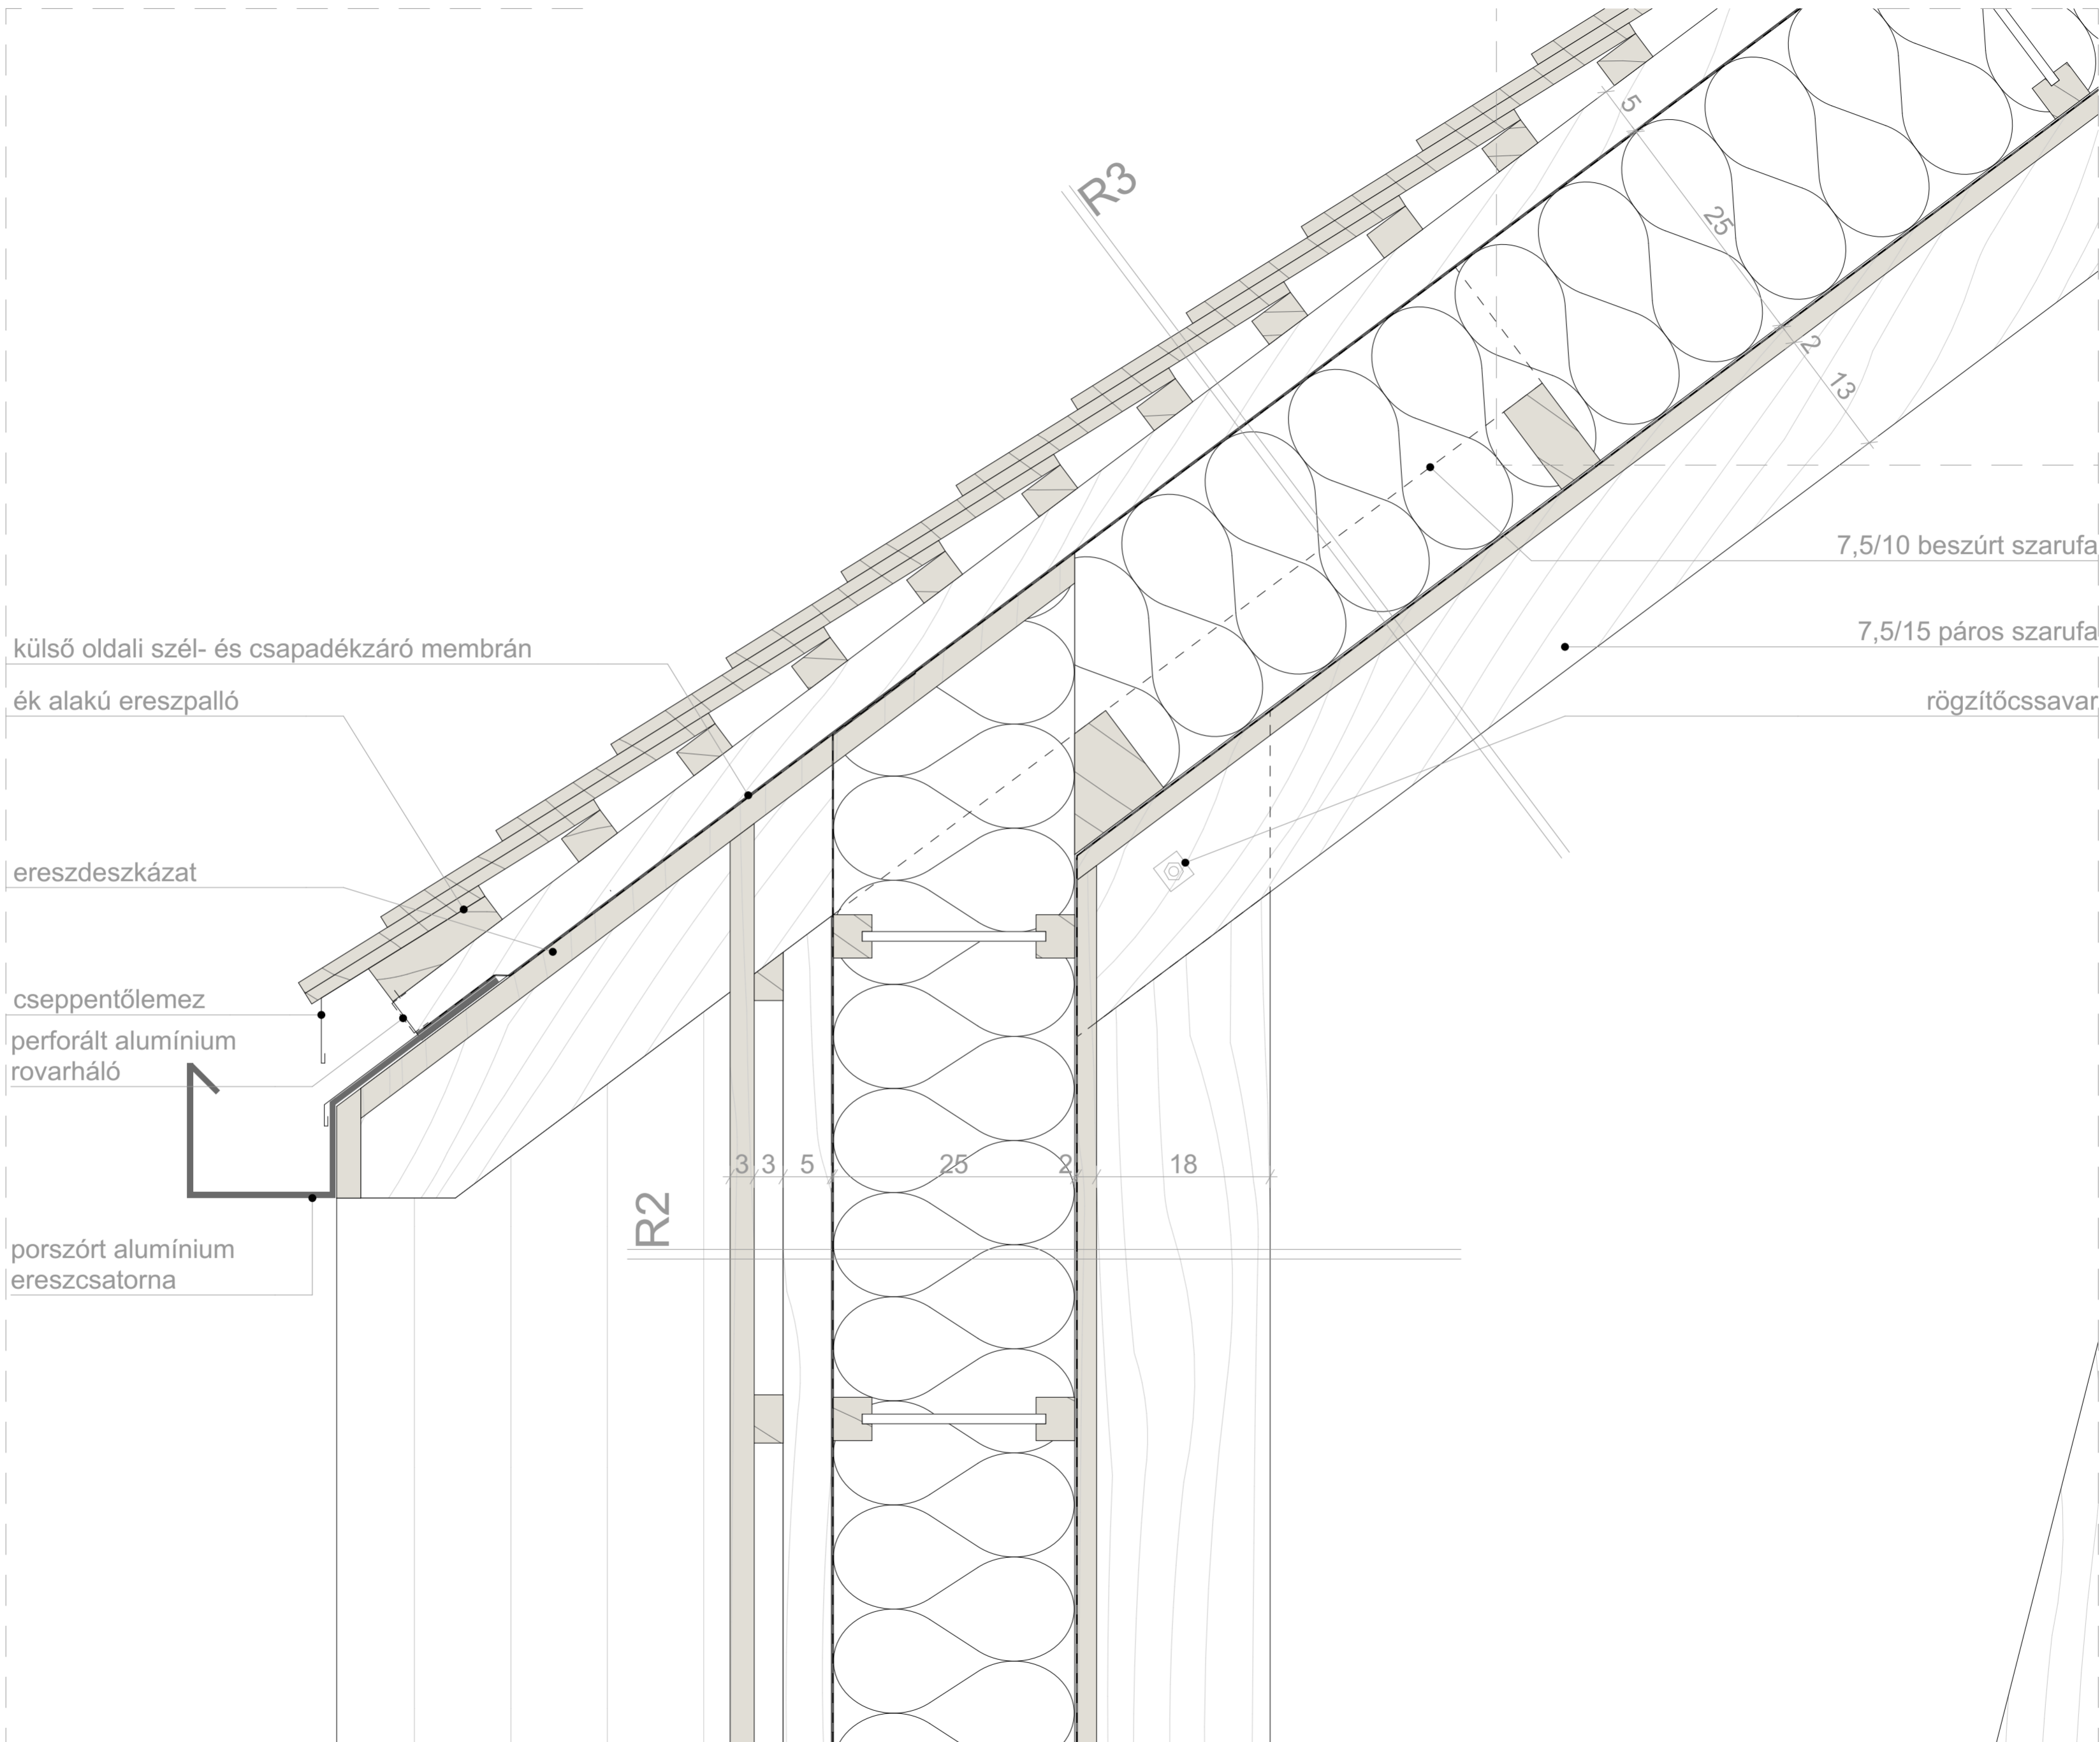 R3
5
25
2
13
7,5/10 beszúrt szarufa
7,5/15 páros szarufa
rögzítőcssavar
külső oldali szél- és csapadékzáró membrán
ék alakú ereszpalló
ereszdeszkázat
cseppentőlemez
perforált alumínium
rovarháló
3 3 5 25 2 18
R2
porszórt alumínium
ereszcsatorna